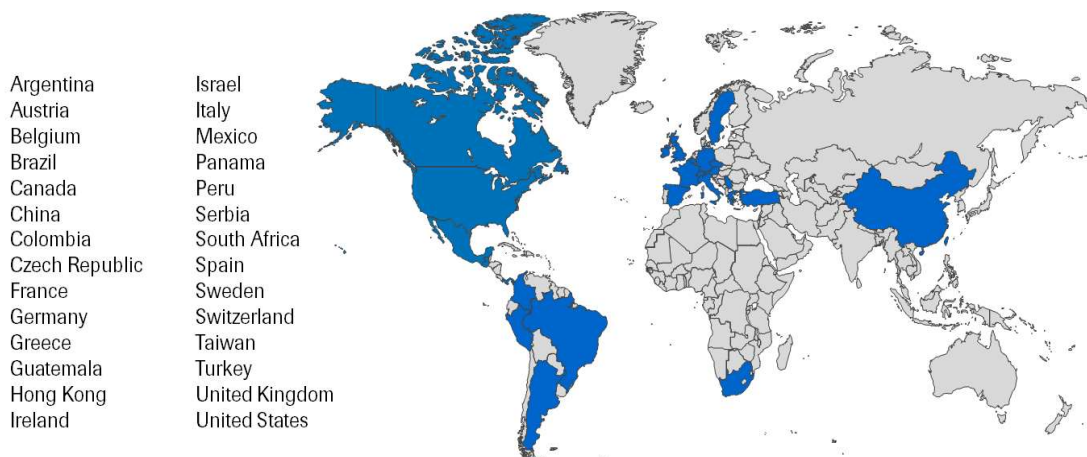 Argentina
Austria
Belgium
Brazil
Canada
China
Colombia
Czech Republic
France
Germany
Greece
Guatemala
Hong Kong
Ireland
Israel
Italy
Mexico
Panama
Peru
Serbia
South Africa
Spain
Sweden
Switzerland
Taiwan
Turkey
United Kingdom
United States